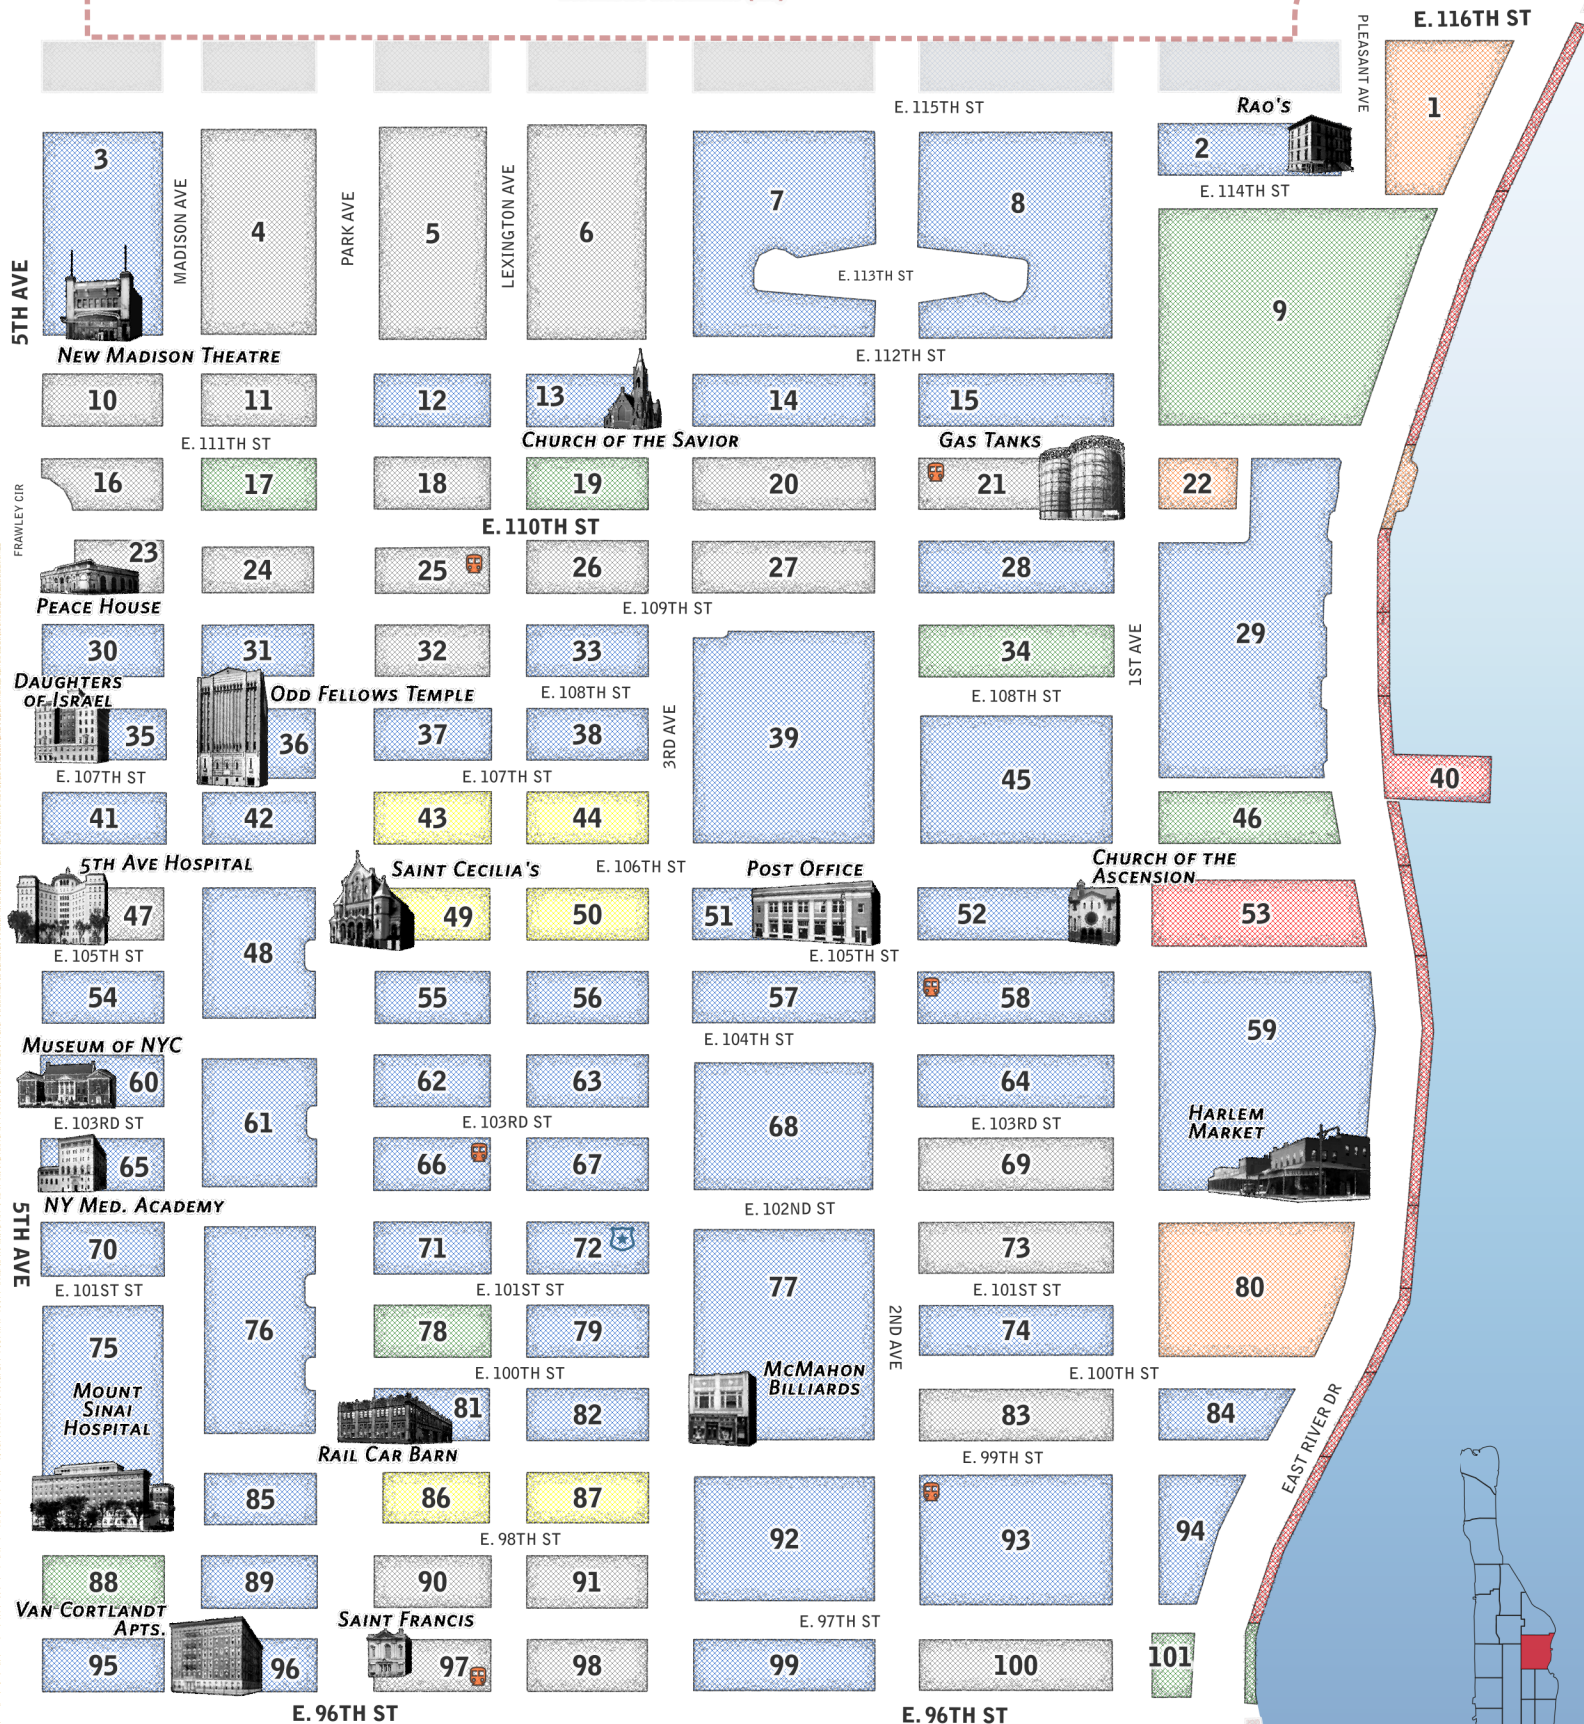 E. 116TH ST
PLEASANT AVE
1
E. 115TH ST
RAO'S
2
E. 114TH ST
3
MADISON AVE
4
PARK AVE
5
LEXINGTON AVE
6
7
8
E. 113TH ST
9
5TH AVE
NEW MADISON THEATRE
E. 112TH ST
10
11
12
13
14
15
E. 111TH ST
CHURCH OF THE SAVIOR
GAS TANKS
16
17
18
19
20
21
22
FRAWLEY CIR
E. 110TH ST
23
24
25
26
27
28
PEACE HOUSE
E. 109TH ST
29
30
31
32
33
34
1ST AVE
DAUGHTERS
OF ISRAEL
ODD FELLOWS TEMPLE
E. 108TH ST
E. 108TH ST
35
36
37
38
3RD AVE
39
40
E. 107TH ST
E. 107TH ST
45
41
42
43
44
46
5TH AVE HOSPITAL
SAINT CECILIA'S
E. 106TH ST
POST OFFICE
CHURCH OF THE
ASCENSION
47
48
49
50
51
52
53
E. 105TH ST
E. 105TH ST
54
55
56
57
58
59
MUSEUM OF NYC
E. 104TH ST
60
61
62
63
64
E. 103RD ST
E. 103RD ST
E. 103RD ST
HARLEM
MARKET
65
66
67
68
69
NY MED. ACADEMY
E. 102ND ST
5TH AVE
70
71
72
73
E. 101ST ST
E. 101ST ST
E. 101ST ST
80
75
76
77
78
79
74
2ND AVE
MOUNT
SINAI
HOSPITAL
E. 100TH ST
MCMAHON
BILLIARDS
E. 100TH ST
81
82
83
84
EAST RIVER DR
RAIL CAR BARN
E. 99TH ST
85
86
87
92
93
94
E. 98TH ST
88
89
90
91
VAN CORTLANDT
APTS.
SAINT FRANCIS
E. 97TH ST
95
96
97
98
99
100
101
E. 96TH ST
E. 96TH ST